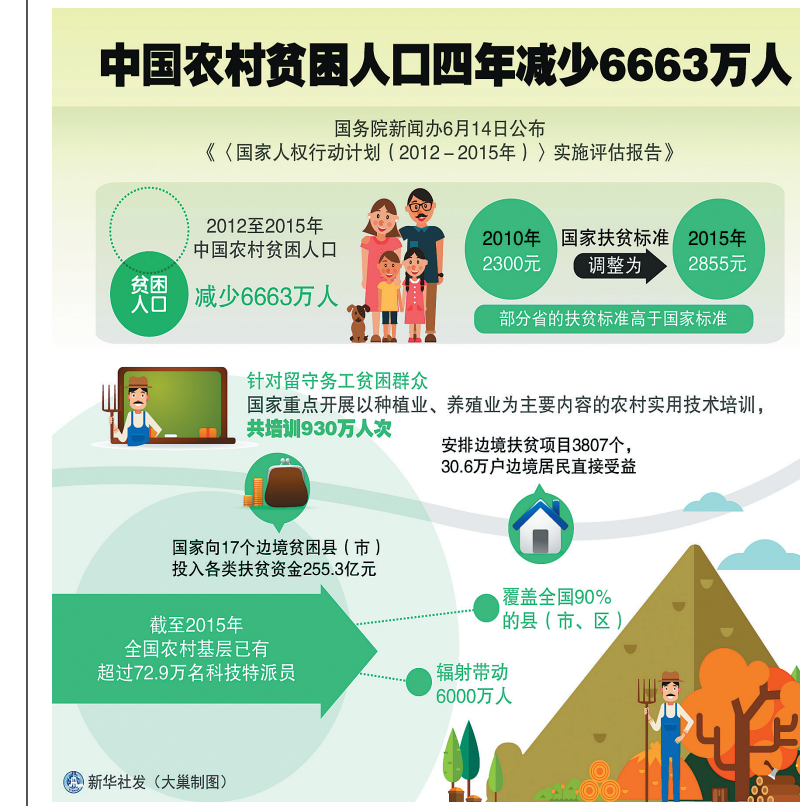 中国农村贫困人口四年减少6663万人
国务院新闻办6月14日公布
《〈国家人权行动计划（2012－2015年）〉实施评估报告》
贫困
人口
2012至2015年
中国农村贫困人口
减少6663万人
2010年
2300元
国家扶贫标准
调整为
2015年
2855元
部分省的扶贫标准高于国家标准
针对留守务工贫困群众
国家重点开展以种植业、养殖业为主要内容的农村实用技术培训，
共培训930万人次
安排边境扶贫项目3807个，
30.6万户边境居民直接受益
国家向17个边境贫困县（市）
投入各类扶贫资金255.3亿元
截至2015年
全国农村基层已有
超过72.9万名科技特派员
覆盖全国90%
的县（市、区）
辐射带动
6000万人
新华社发（大巢制图）